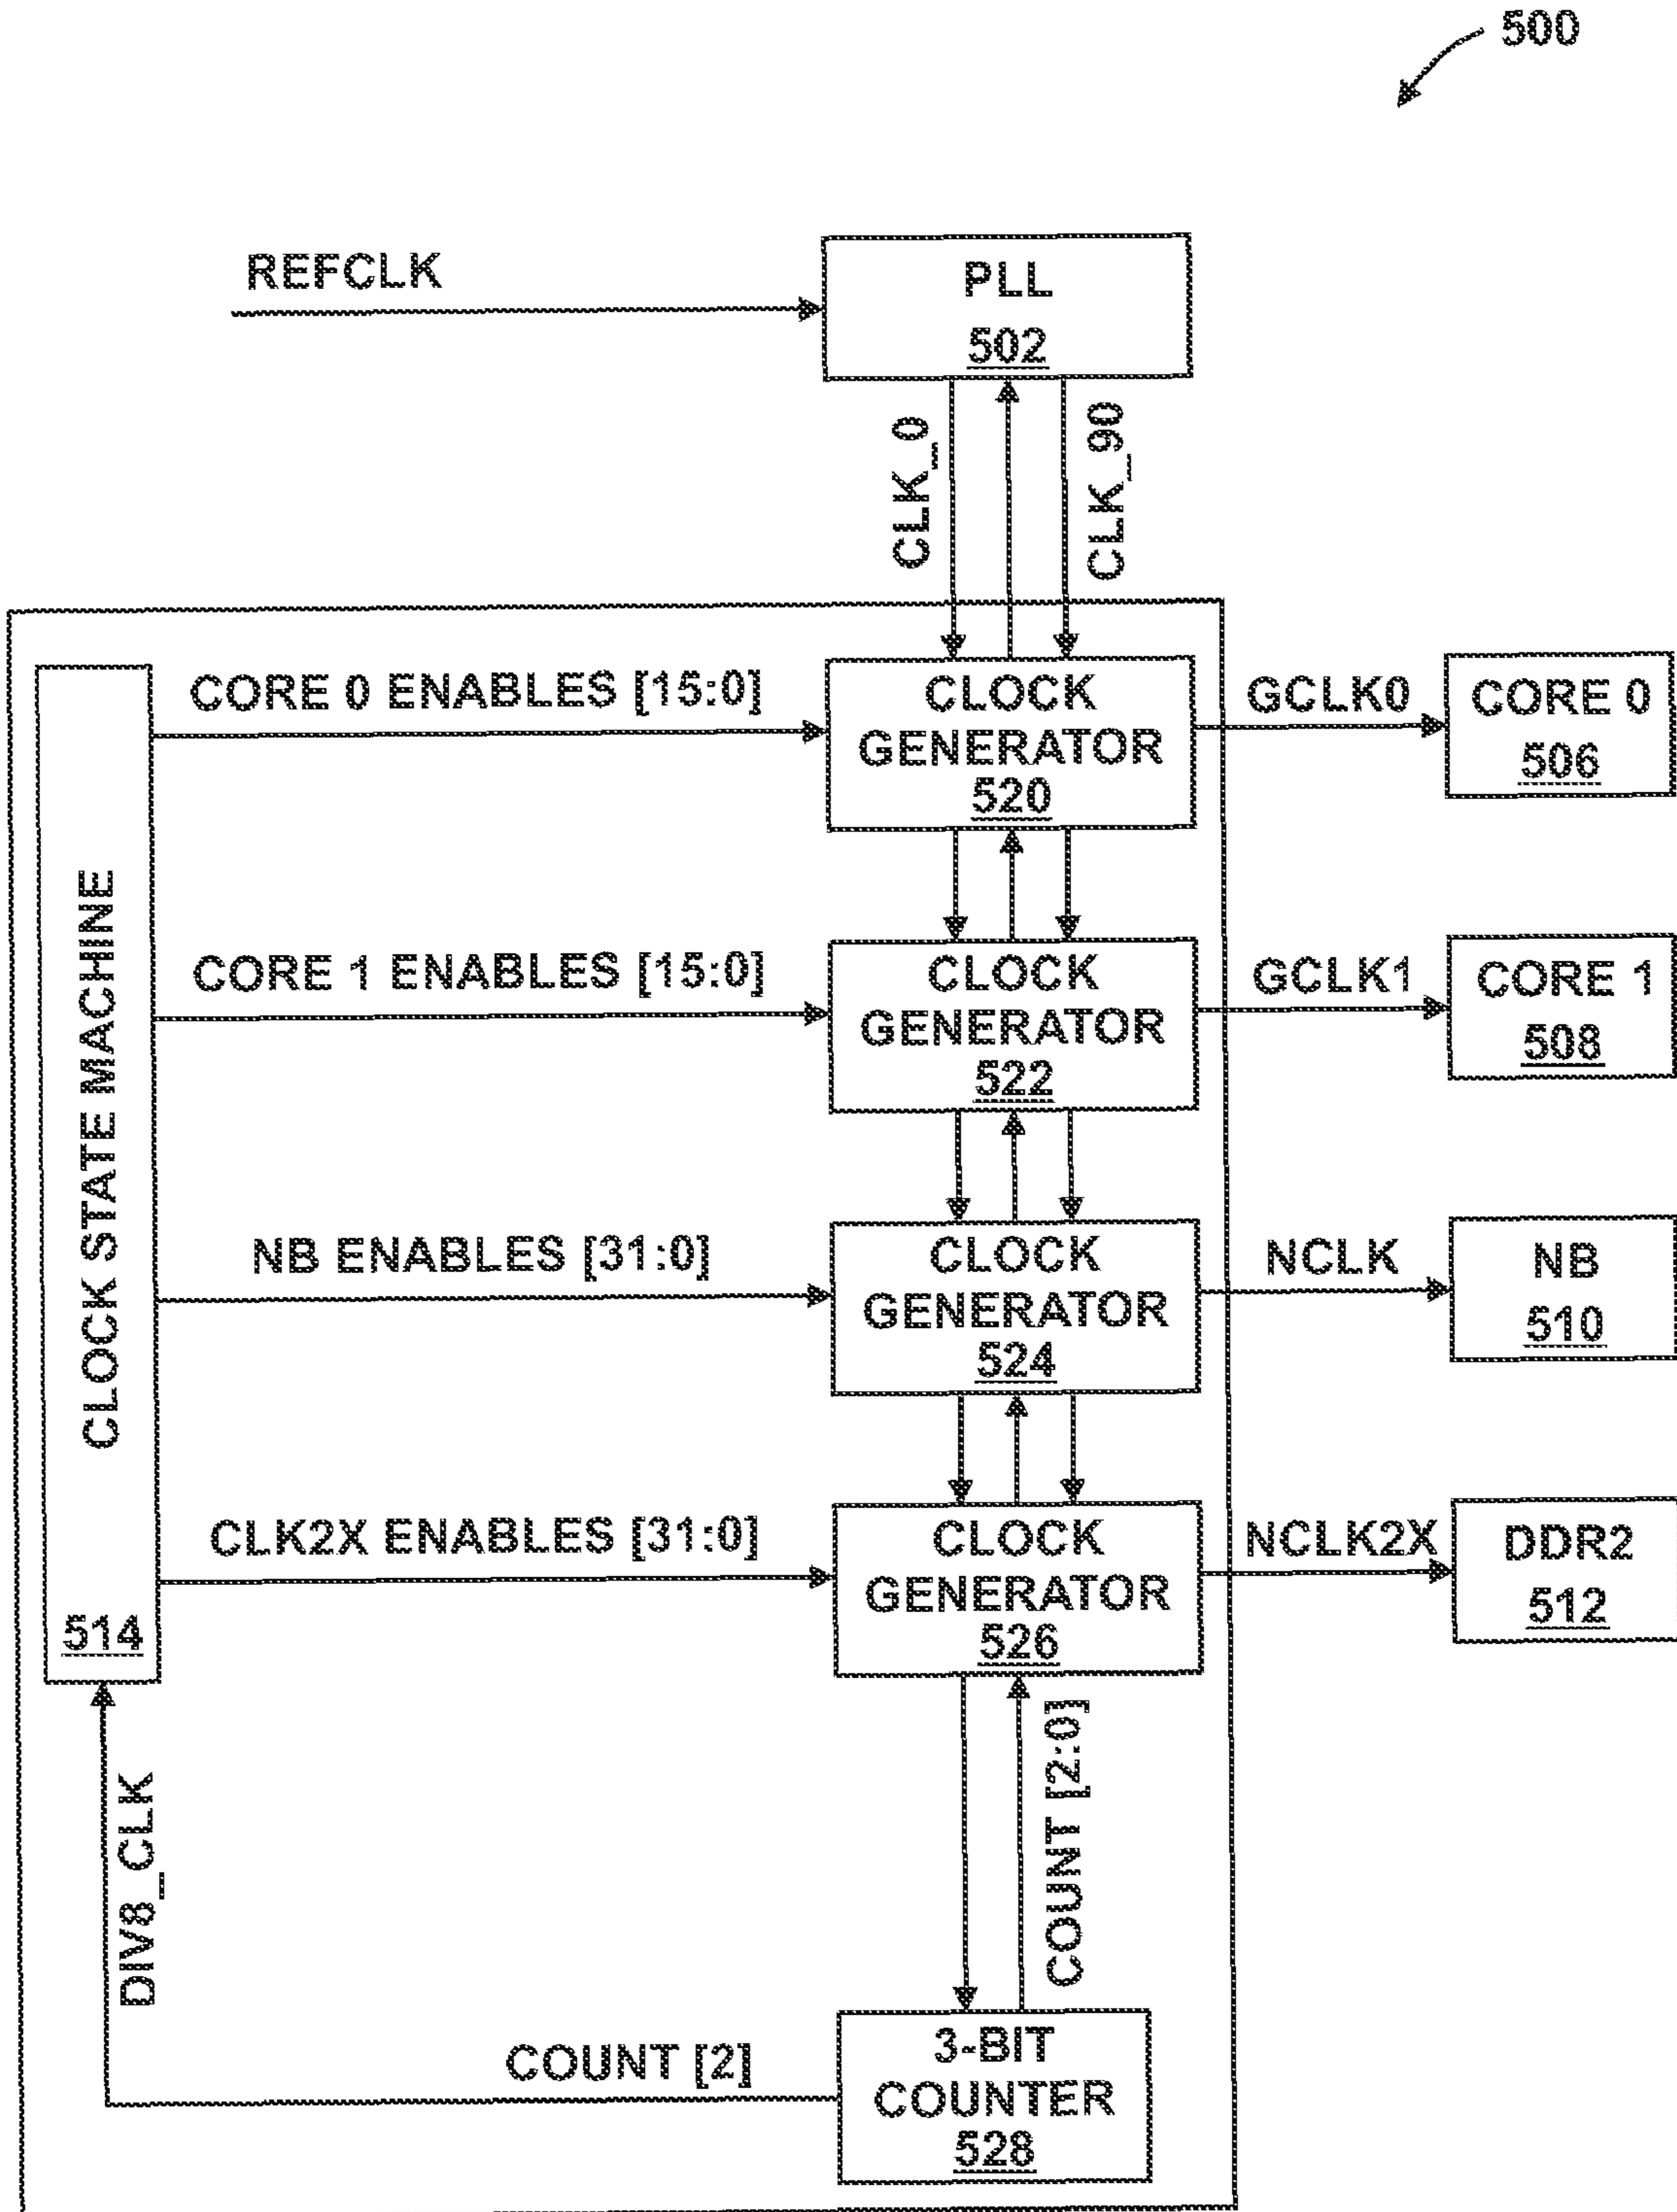 500
REFCLK
PLL
502
CLK_0
CLK_90
CORE 0 ENABLES [15:0]
CLOCK
GENERATOR
520
GCLK0
CORE 0
506
CLOCK STATE MACHINE
514
CORE 1 ENABLES [15:0]
CLOCK
GENERATOR
522
GCLK1
CORE 1
508
NB ENABLES [31:0]
CLOCK
GENERATOR
524
NCLK
NB
510
CLK2X ENABLES [31:0]
CLOCK
GENERATOR
526
NCLK2X
DDR2
512
DIV8_CLK
COUNT [2:0]
COUNT [2]
3-BIT
COUNTER
528